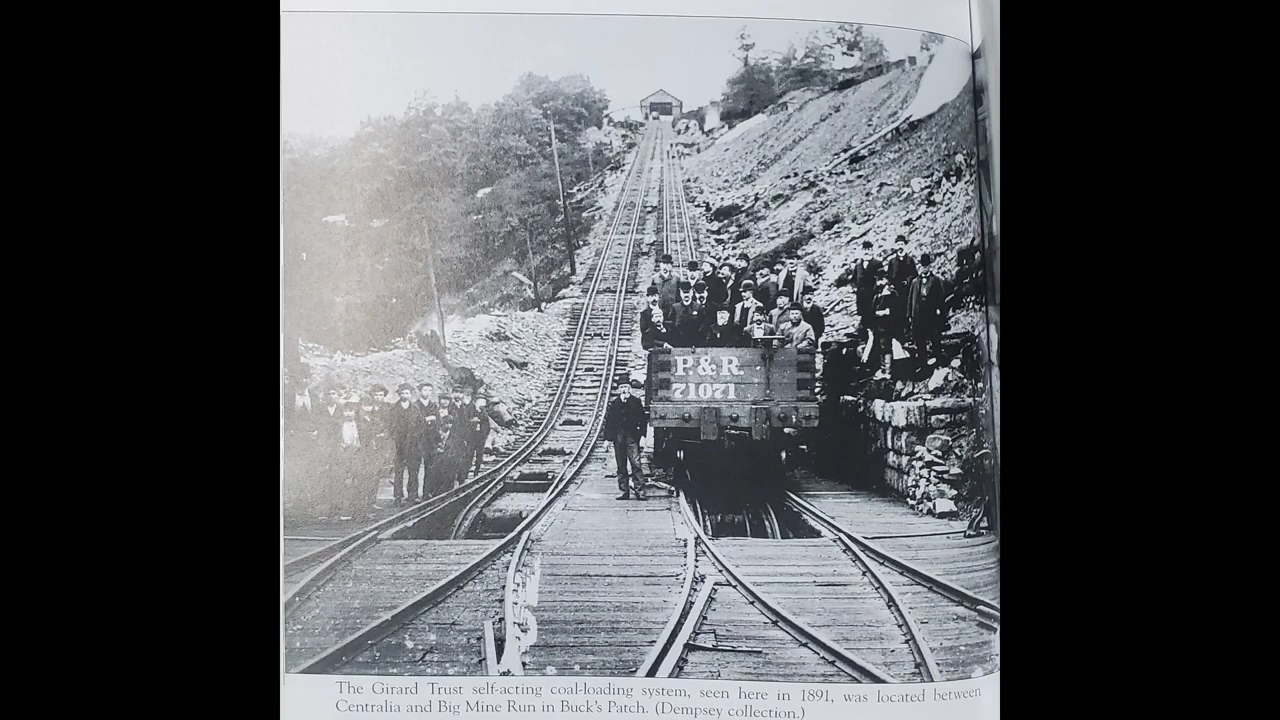 P.&R.
71071
The Girard Trust self-acting coal-loading system, seen here in 1891, was located between
Centralia and Big Mine Run in Buck's Patch. (Dempsey collection.)